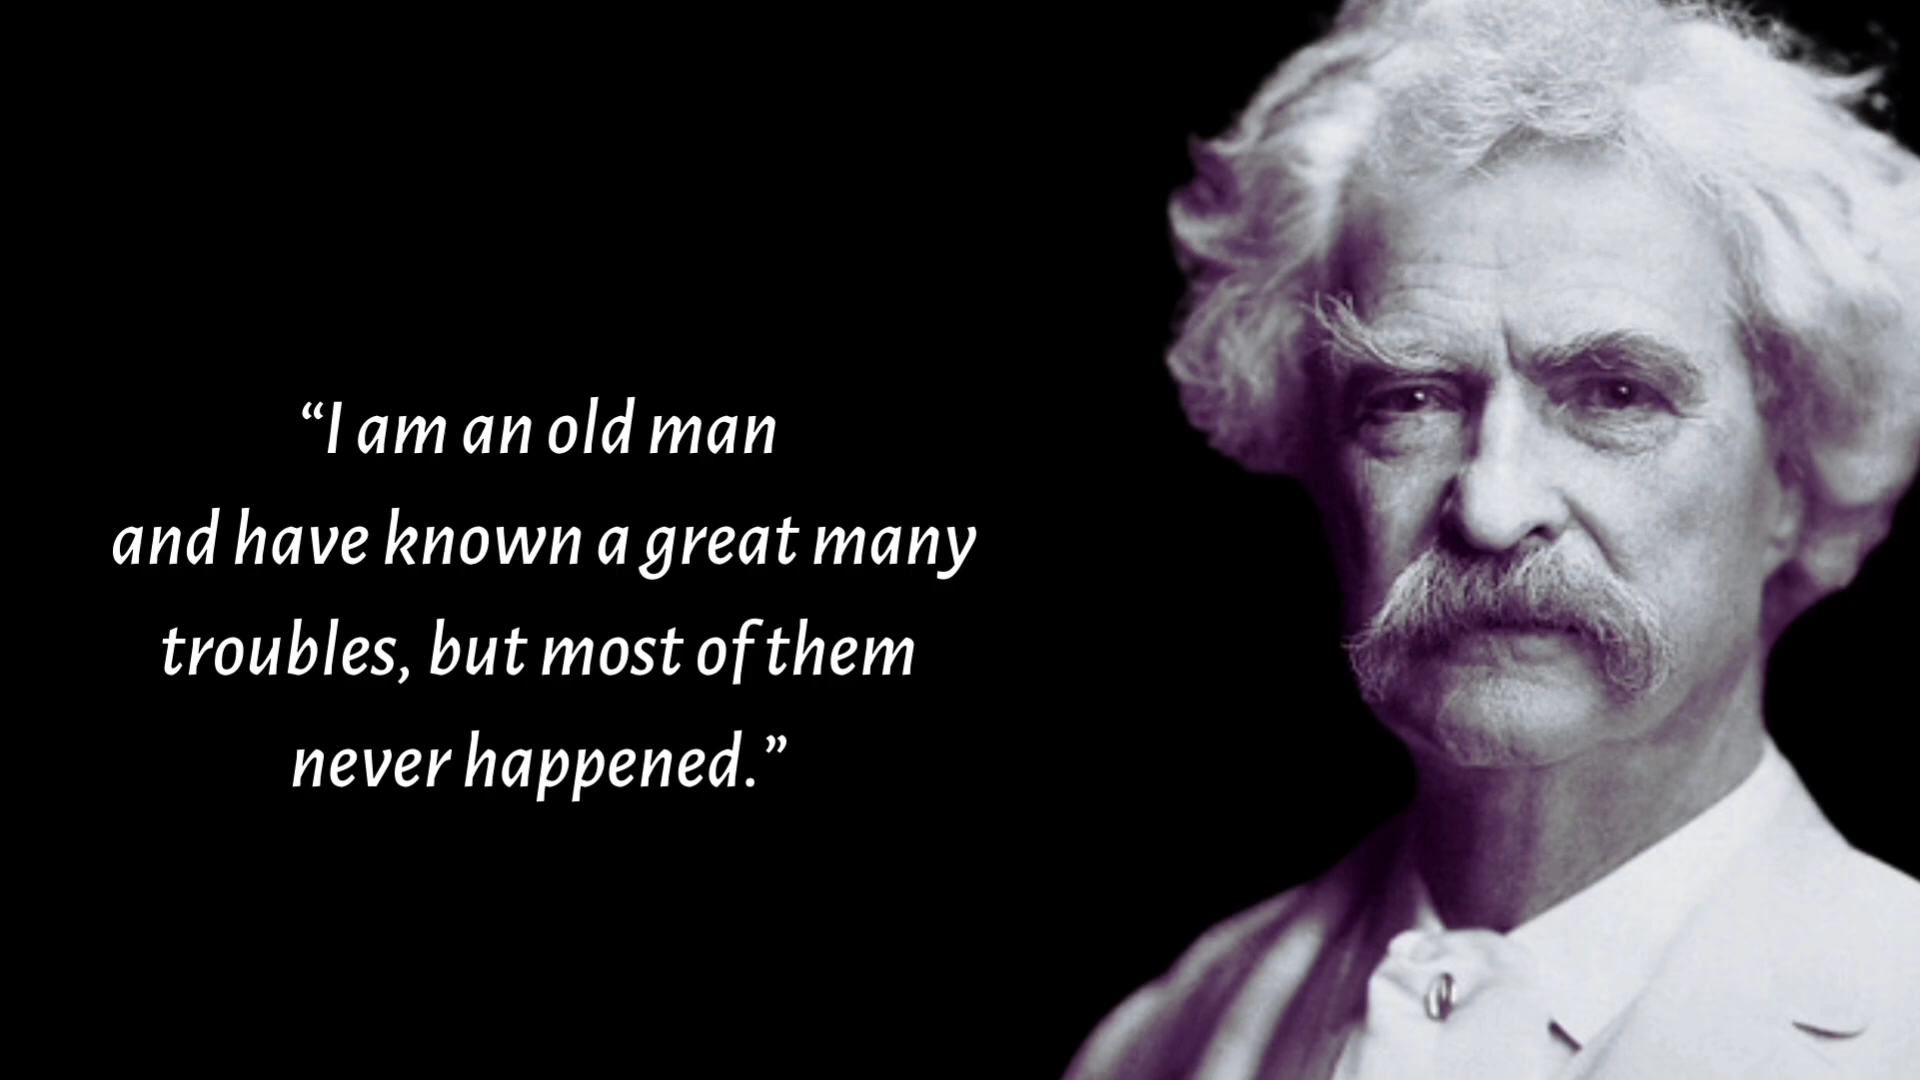 “I am an old man
and have known a great many
troubles, but most of them
never happened.”